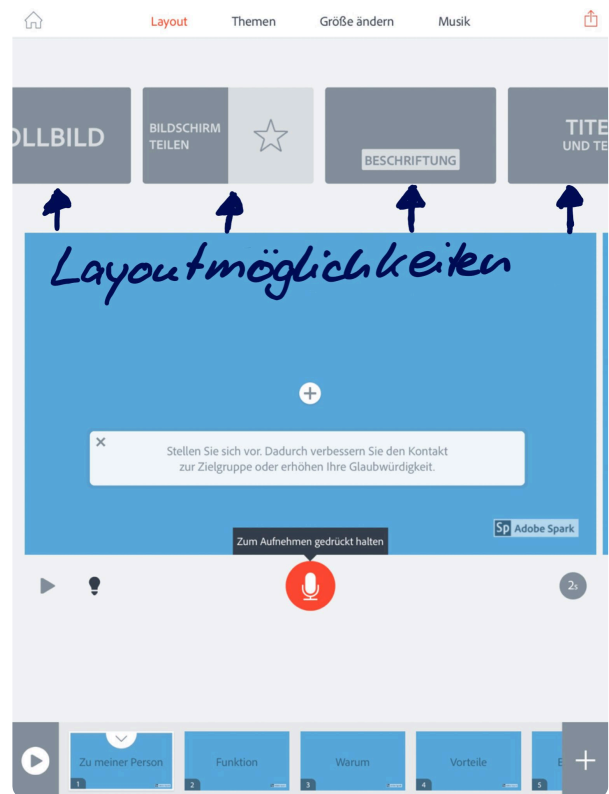 Layout Themen Größe ändern Musik
OLLBILD
BILDSCHIRM
TEILEN
BESCHRIFTUNG
TITE
UND TE
Layoutmöglichkeiten
Stellen Sie sich vor. Dadurch verbessern Sie den Kontakt
zur Zielgruppe oder erhöhen Ihre Glaubwürdigkeit.
Sp Adobe Spark
Zum Aufnehmen gedrückt halten
2s
Zu meiner Person Funktion Warum Vorteile E
1 2 3 4 5